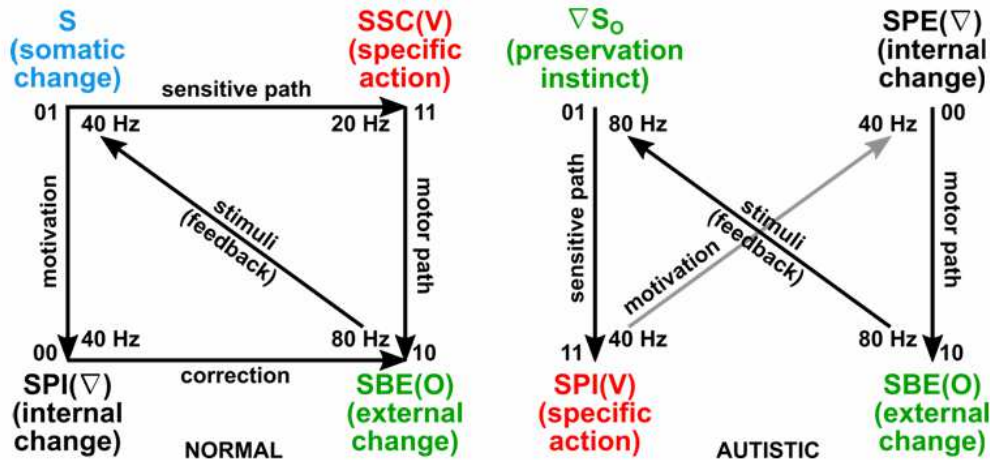 S
(somatic
change)
SSC(V)
(specific
action)
sensitive path
01
40 Hz
20 Hz
11
motivation
stimuli
(feedback)
motor path
00
40 Hz
80 Hz
10
correction
SPI(∇)
(internal
change)
SBE(O)
(external
change)
NORMAL
∇So
(preservation
instinct)
SPE(∇)
(internal
change)
01
80 Hz
40 Hz
00
sensitive path
stimuli
(feedback)
motivation
motor path
11
40 Hz
80 Hz
10
SPI(V)
(specific
action)
SBE(O)
(external
change)
AUTISTIC